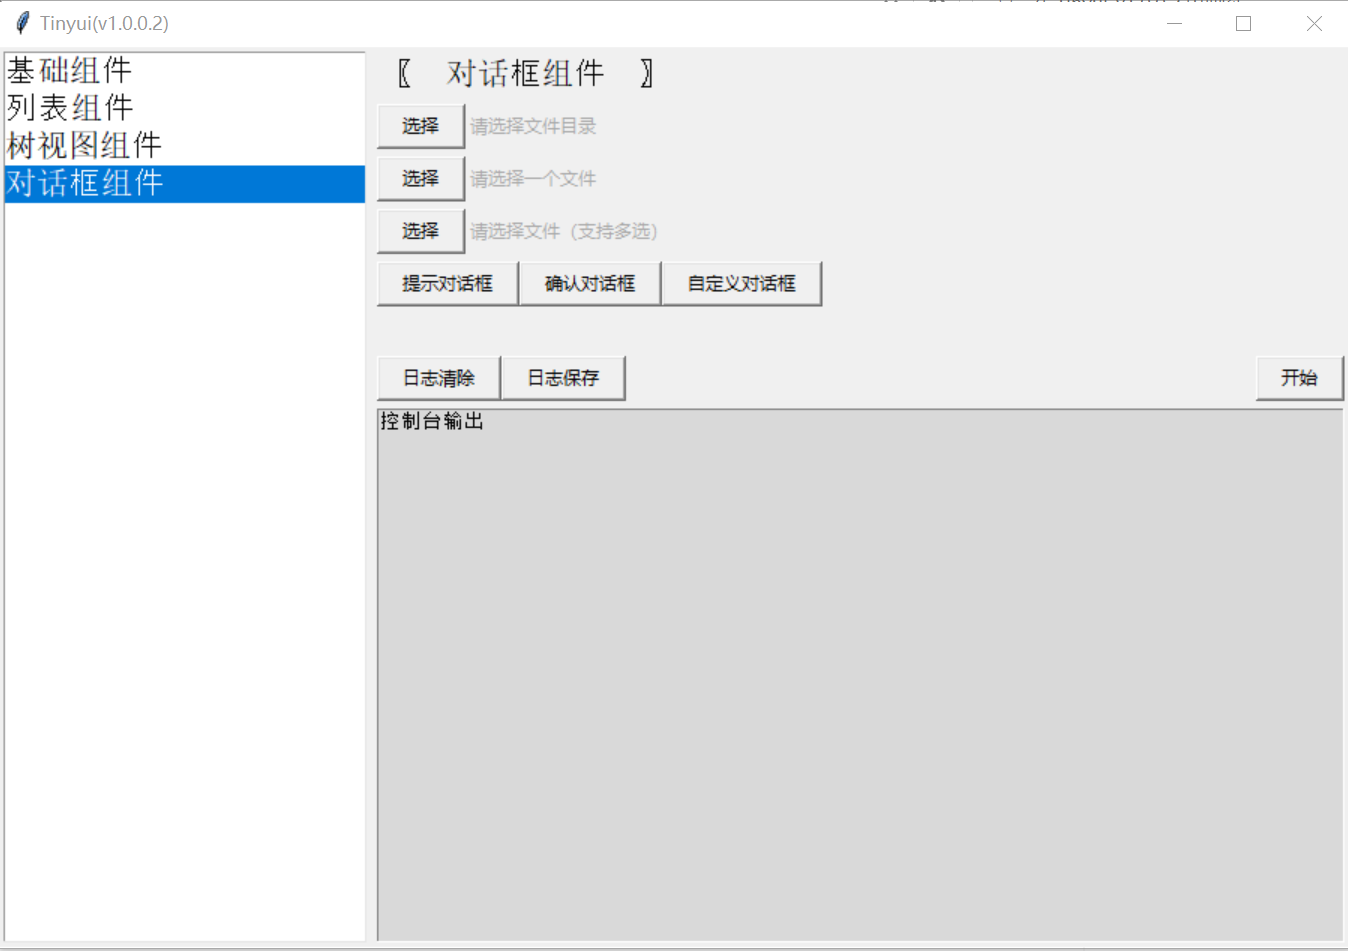 Tinyui(v1.0.0.2)
基础组件
列表组件
树视图组件
对话框组件
〖 对话框组件 〗
选择 请选择文件目录
选择 请选择一个文件
选择 请选择文件（支持多选）
提示对话框 确认对话框 自定义对话框
日志清除 日志保存 开始
控制台输出